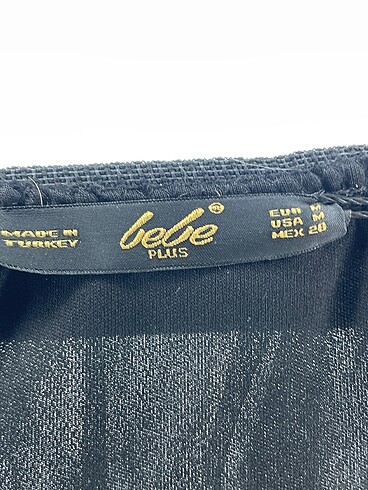 MADE IN
TURKEY
bebe®
PLUS
EUR M
USA M
MEX 28